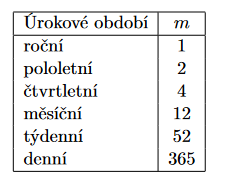 Úrokové období m
roční 1
pololetní 2
čtvrtletní 4
měsíční 12
týdenní 52
denní 365